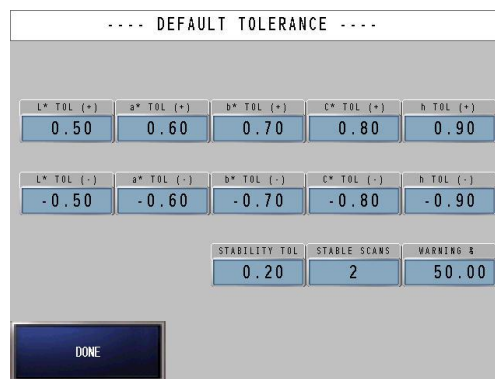 ---- DEFAULT TOLERANCE ----
L* TOL (+) a* TOL (+) b* TOL (+) C* TOL (+) h TOL (+)
0.50 0.60 0.70 0.80 0.90
L* TOL (-) a* TOL (-) b* TOL (-) C* TOL (-) h TOL (-)
-0.50 -0.60 -0.70 -0.80 -0.90
STABILITY TOL STABLE SCANS WARNING %
0.20 2 50.00
DONE